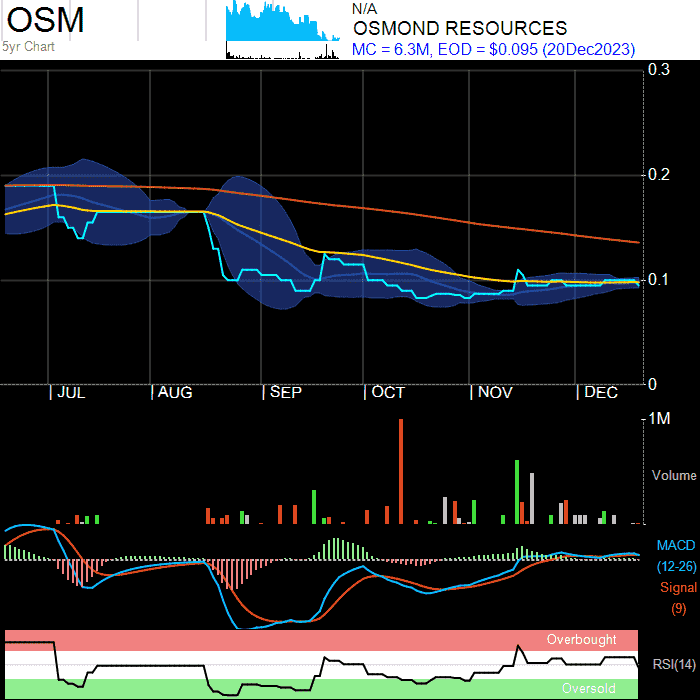 OSM
5yr Chart
N/A
OSMOND RESOURCES
MC = 6.3M, EOD = $0.095 (20Dec2023)
0.3
0.2
0.1
0
JUL
AUG
SEP
OCT
NOV
DEC
1M
Volume
MACD
(12-26)
Signal
(9)
Overbought
RSI(14)
Oversold